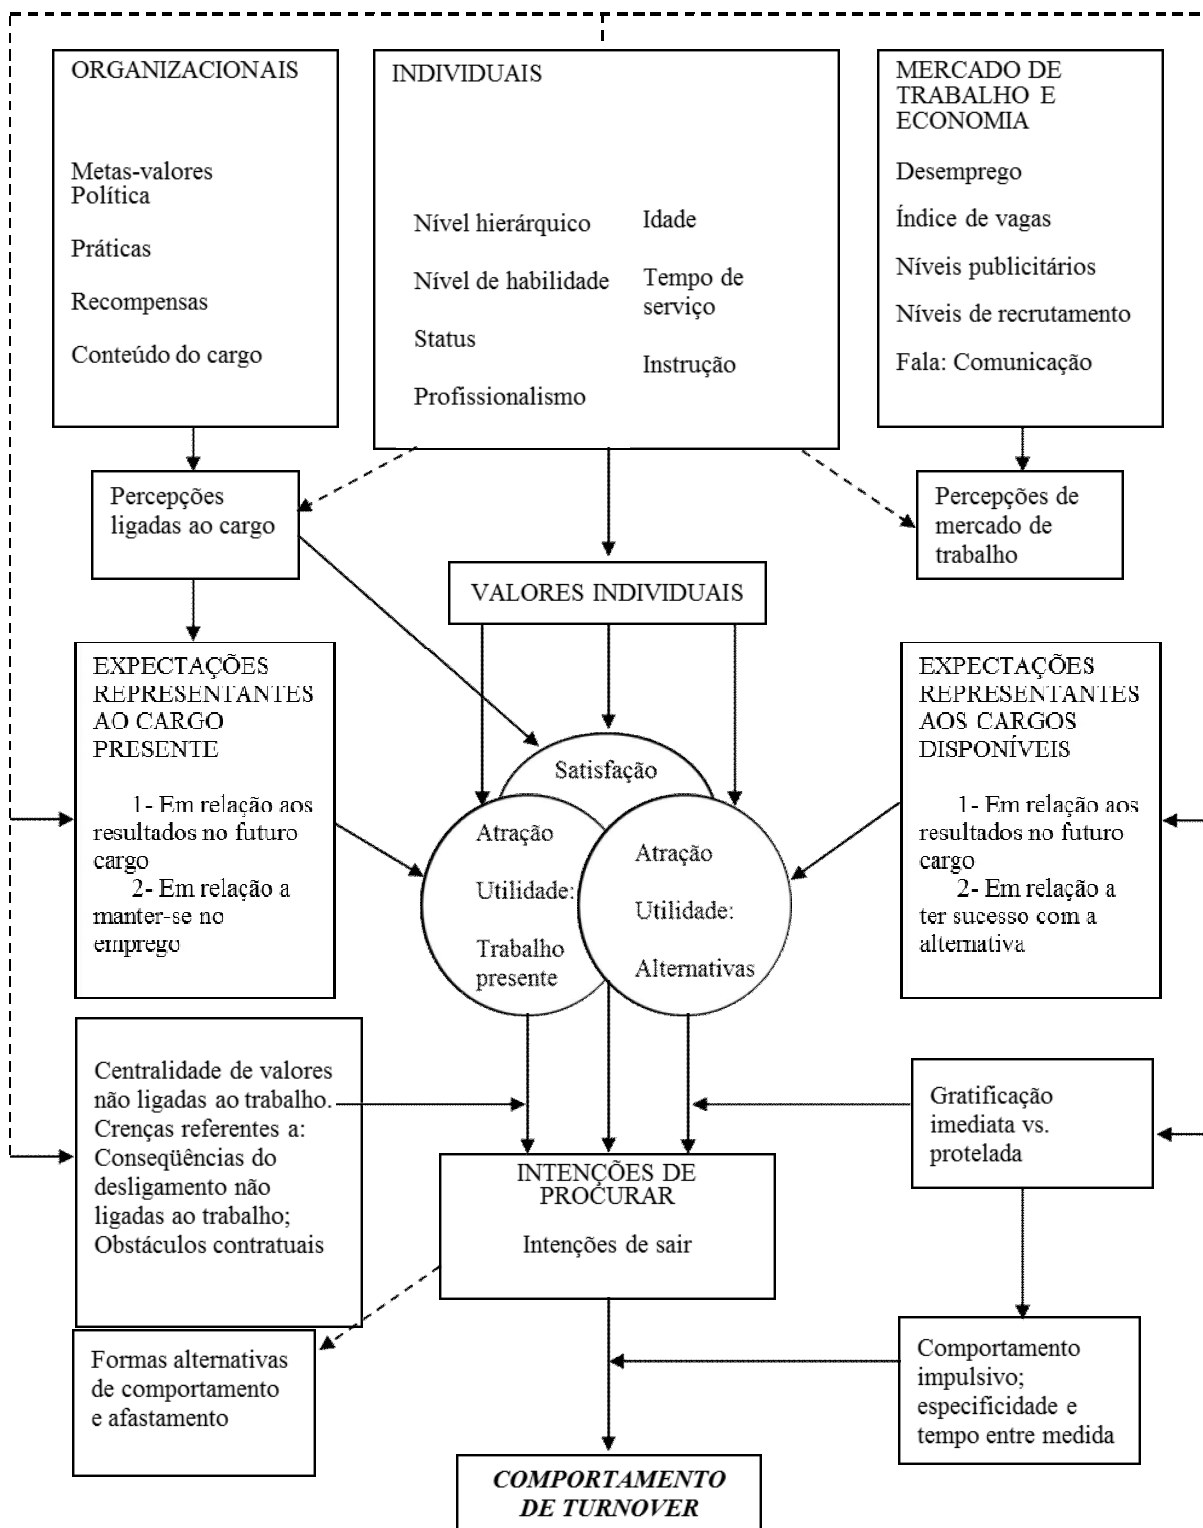 ORGANIZACIONAIS
Metas-valores
Política
Práticas
Recompensas
Conteúdo do cargo
INDIVIDUAIS
Nível hierárquico
Nível de habilidade
Status
Profissionalismo
Idade
Tempo de
serviço
Instrução
MERCADO DE
TRABALHO E
ECONOMIA
Desemprego
Índice de vagas
Níveis publicitários
Níveis de recrutamento
Fala: Comunicação
Percepções
ligadas ao cargo
Percepções de
mercado de
trabalho
VALORES INDIVIDUAIS
EXPECTAÇÕES
REPRESENTANTES
AO CARGO
PRESENTE
1- Em relação aos
resultados no futuro
cargo
2- Em relação a
manter-se no
emprego
Satisfação
Atração
Utilidade:
Trabalho
presente
Atração
Utilidade:
Alternativas
EXPECTAÇÕES
REPRESENTANTES
AOS CARGOS
DISPONÍVEIS
1- Em relação aos
resultados no futuro
cargo
2- Em relação a
ter sucesso com a
alternativa
Centralidade de valores
não ligadas ao trabalho.
Crenças referentes a:
Conseqüências do
desligamento não
ligadas ao trabalho;
Obstáculos contratuais
INTENÇÕES DE
PROCURAR
Intenções de sair
Gratificação
imediata vs.
protelada
Formas alternativas
de comportamento
e afastamento
Comportamento
impulsivo;
especificidade e
tempo entre medida
COMPORTAMENTO
DE TURNOVER